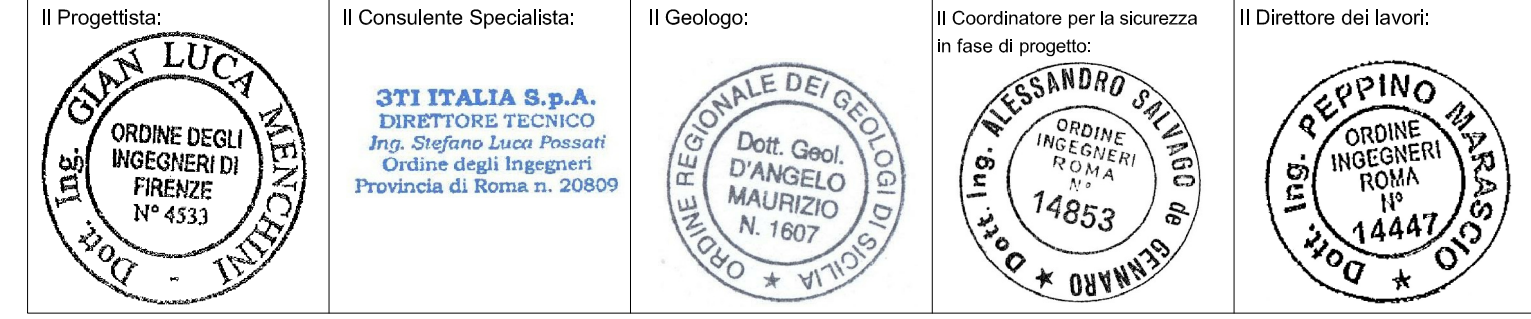 Il Progettista:
Dott. Ing. GIAN LUCA MENCHINI -
ORDINE DEGLI
INGEGNERI DI
FIRENZE
N° 4533
Il Consulente Specialista:
3TI ITALIA S.p.A.
DIRETTORE TECNICO
Ing. Stefano Luca Possati
Ordine degli Ingegneri
Provincia di Roma n. 20809
Il Geologo:
ORDINE REGIONALE DEI GEOLOGI DI SICILIA ★
Dott. Geol.
D'ANGELO
MAURIZIO
N. 1607
Il Coordinatore per la sicurezza
in fase di progetto:
Dott. Ing. ALESSANDRO SALVAGO de GENNARO ★
ORDINE
INGEGNERI
ROMA
N°
14853
Il Direttore dei lavori:
Dott. Ing. PEPPINO MARASCIO ★
ORDINE
INGEGNERI
ROMA
N°
14447